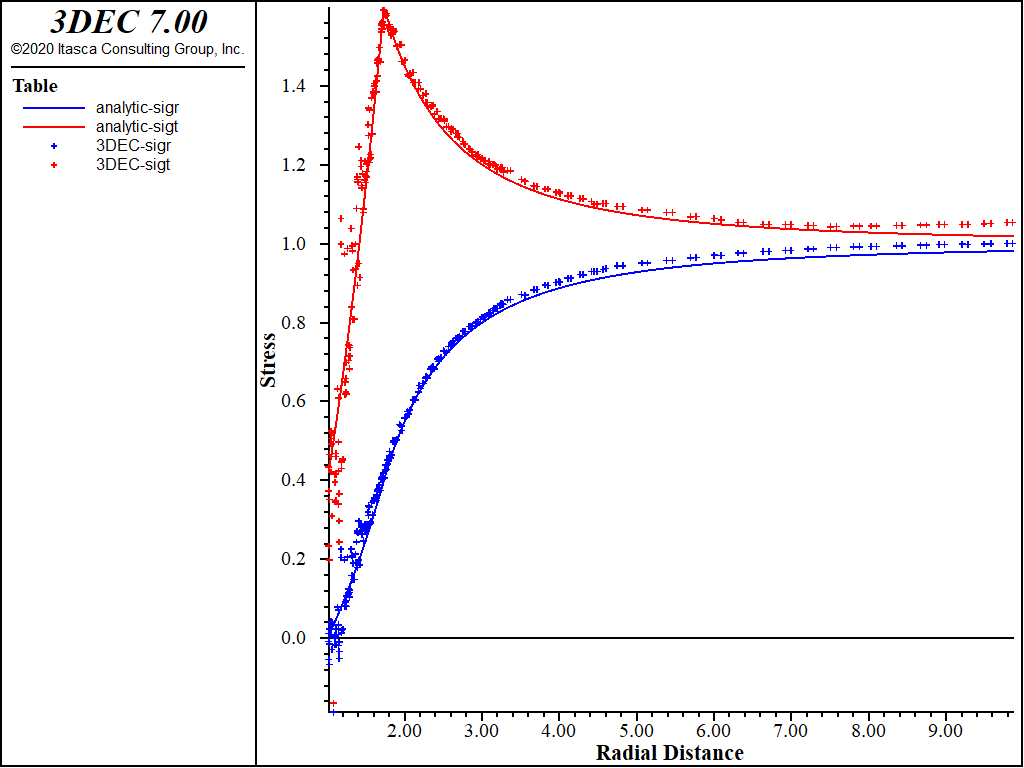 3DEC 7.00
©2020 Itasca Consulting Group, Inc.
Table
analytic-sigr
analytic-sigt
3DEC-sigr
3DEC-sigt
Stress
1.4
1.2
1.0
0.8
0.6
0.4
0.2
0.0
2.00 3.00 4.00 5.00 6.00 7.00 8.00 9.00
Radial Distance